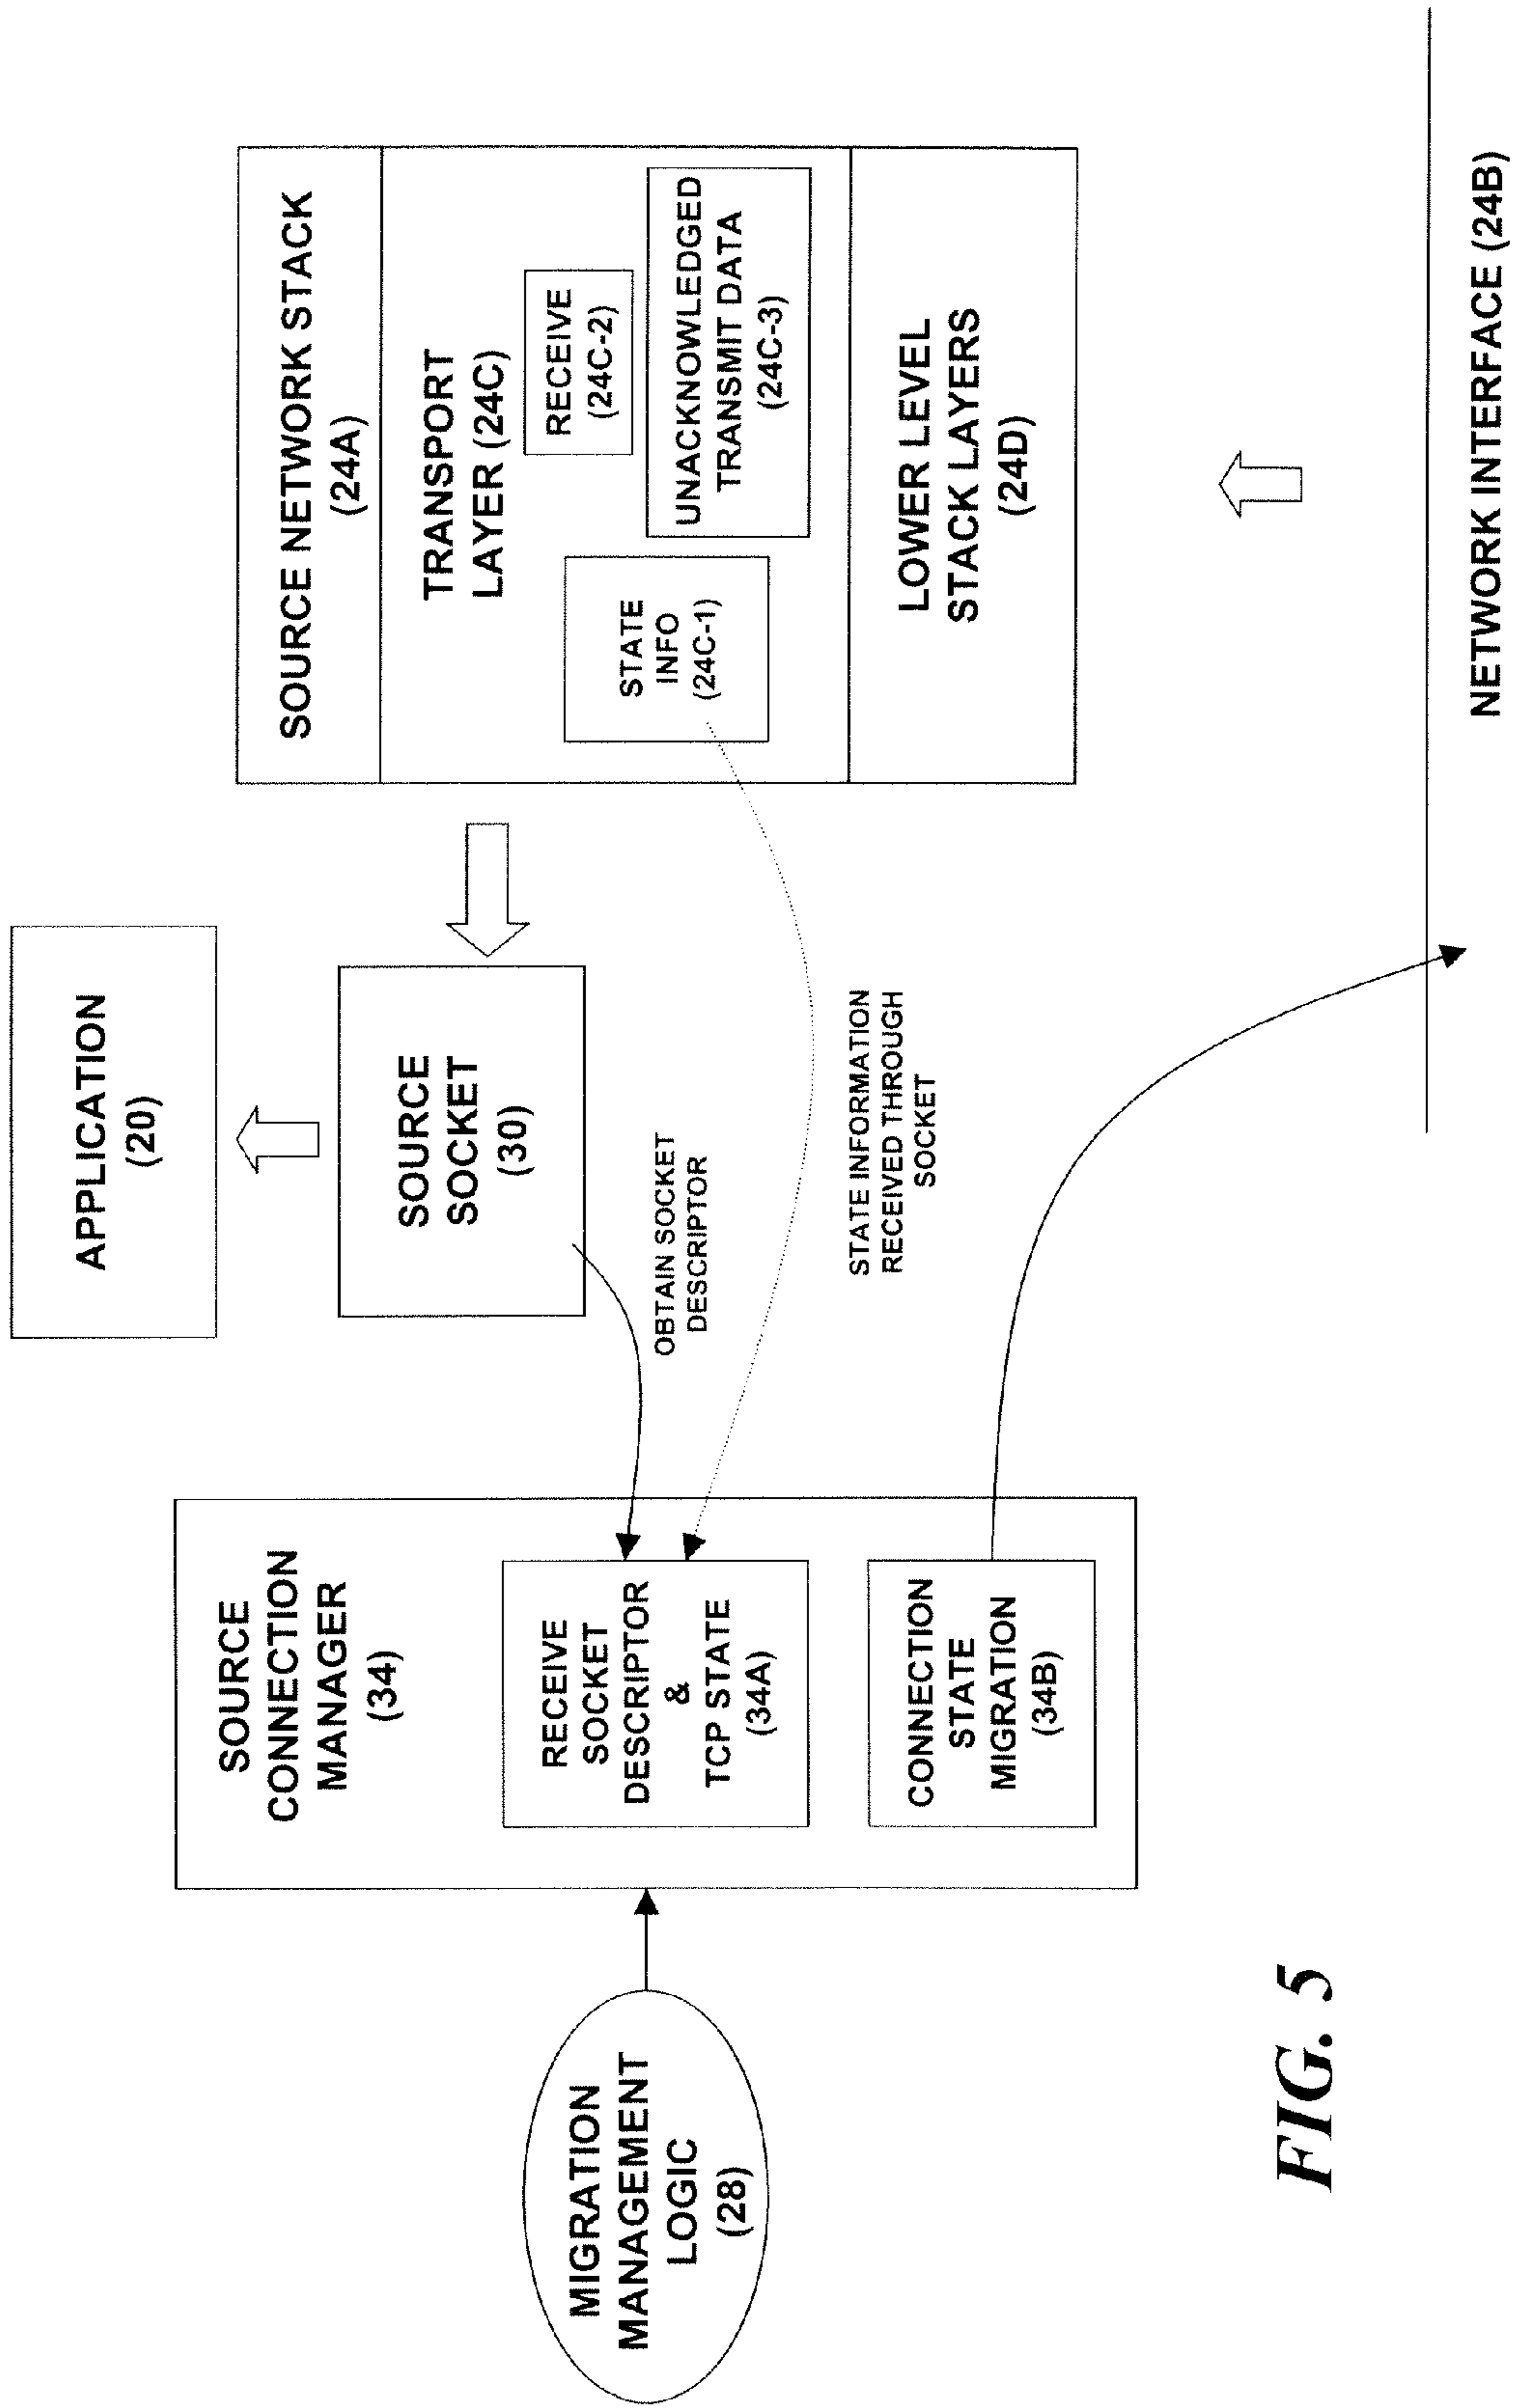 APPLICATION
(20)
SOURCE
SOCKET
(30)
SOURCE NETWORK STACK
(24A)
TRANSPORT
LAYER (24C)
RECEIVE
(24C-2)
STATE
INFO
(24C-1)
UNACKNOWLEDGED
TRANSMIT DATA
(24C-3)
LOWER LEVEL
STACK LAYERS
(24D)
SOURCE
CONNECTION
MANAGER
(34)
RECEIVE
SOCKET
DESCRIPTOR
&
TCP STATE
(34A)
CONNECTION
STATE
MIGRATION
(34B)
OBTAIN SOCKET
DESCRIPTOR
STATE INFORMATION
RECEIVED THROUGH
SOCKET
MIGRATION
MANAGEMENT
LOGIC
(28)
NETWORK INTERFACE (24B)
FIG. 5